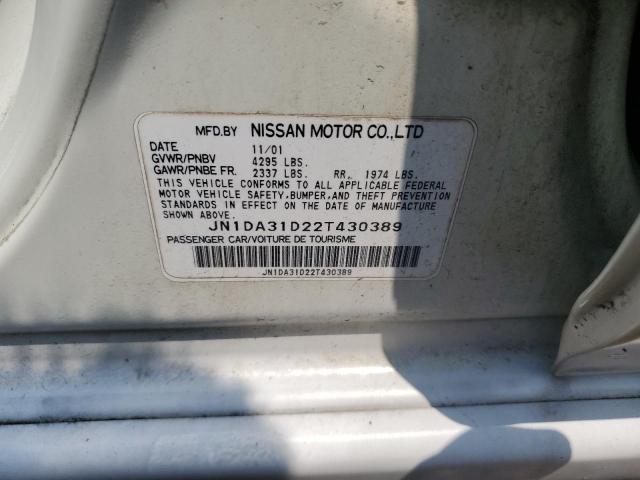 MFD.BY NISSAN MOTOR CO.,LTD
DATE 11/01
GVWR/PNBV 4295 LBS.
GAWR/PNBE FR. 2337 LBS. RR. 1974 LBS.
THIS VEHICLE CONFORMS TO ALL APPLICABLE FEDERAL
MOTOR VEHICLE SAFETY,BUMPER,AND THEFT PREVENTION
STANDARDS IN EFFECT ON THE DATE OF MANUFACTURE
SHOWN ABOVE.
JN1DA31D22T430389
PASSENGER CAR/VOITURE DE TOURISME
JN1DA31D22T430389